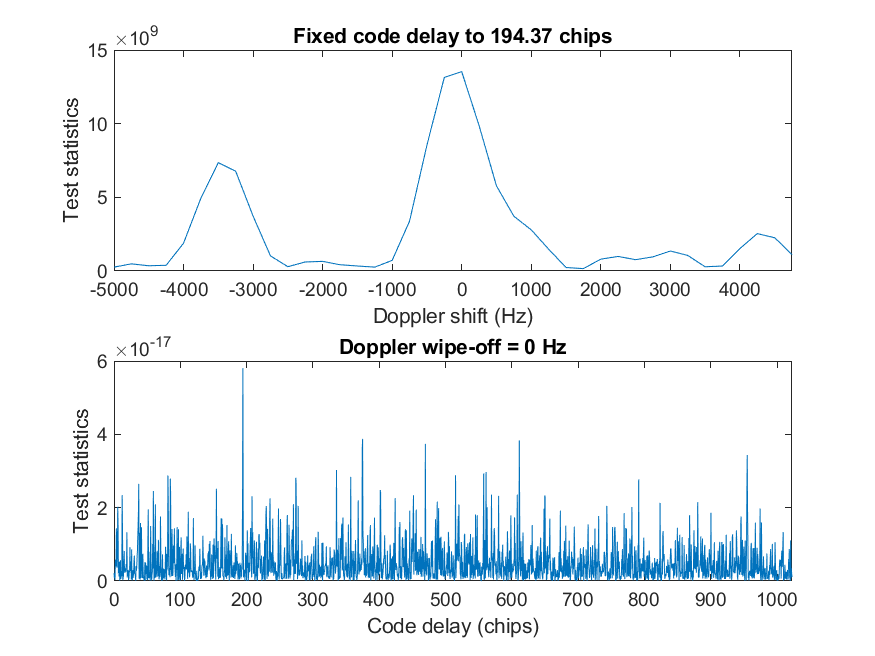 ×10^9
Fixed code delay to 194.37 chips
15
10
5
0
Test statistics
-5000 -4000 -3000 -2000 -1000 0 1000 2000 3000 4000
Doppler shift (Hz)
×10^-17
Doppler wipe-off = 0 Hz
6
4
2
0
Test statistics
0 100 200 300 400 500 600 700 800 900 1000
Code delay (chips)